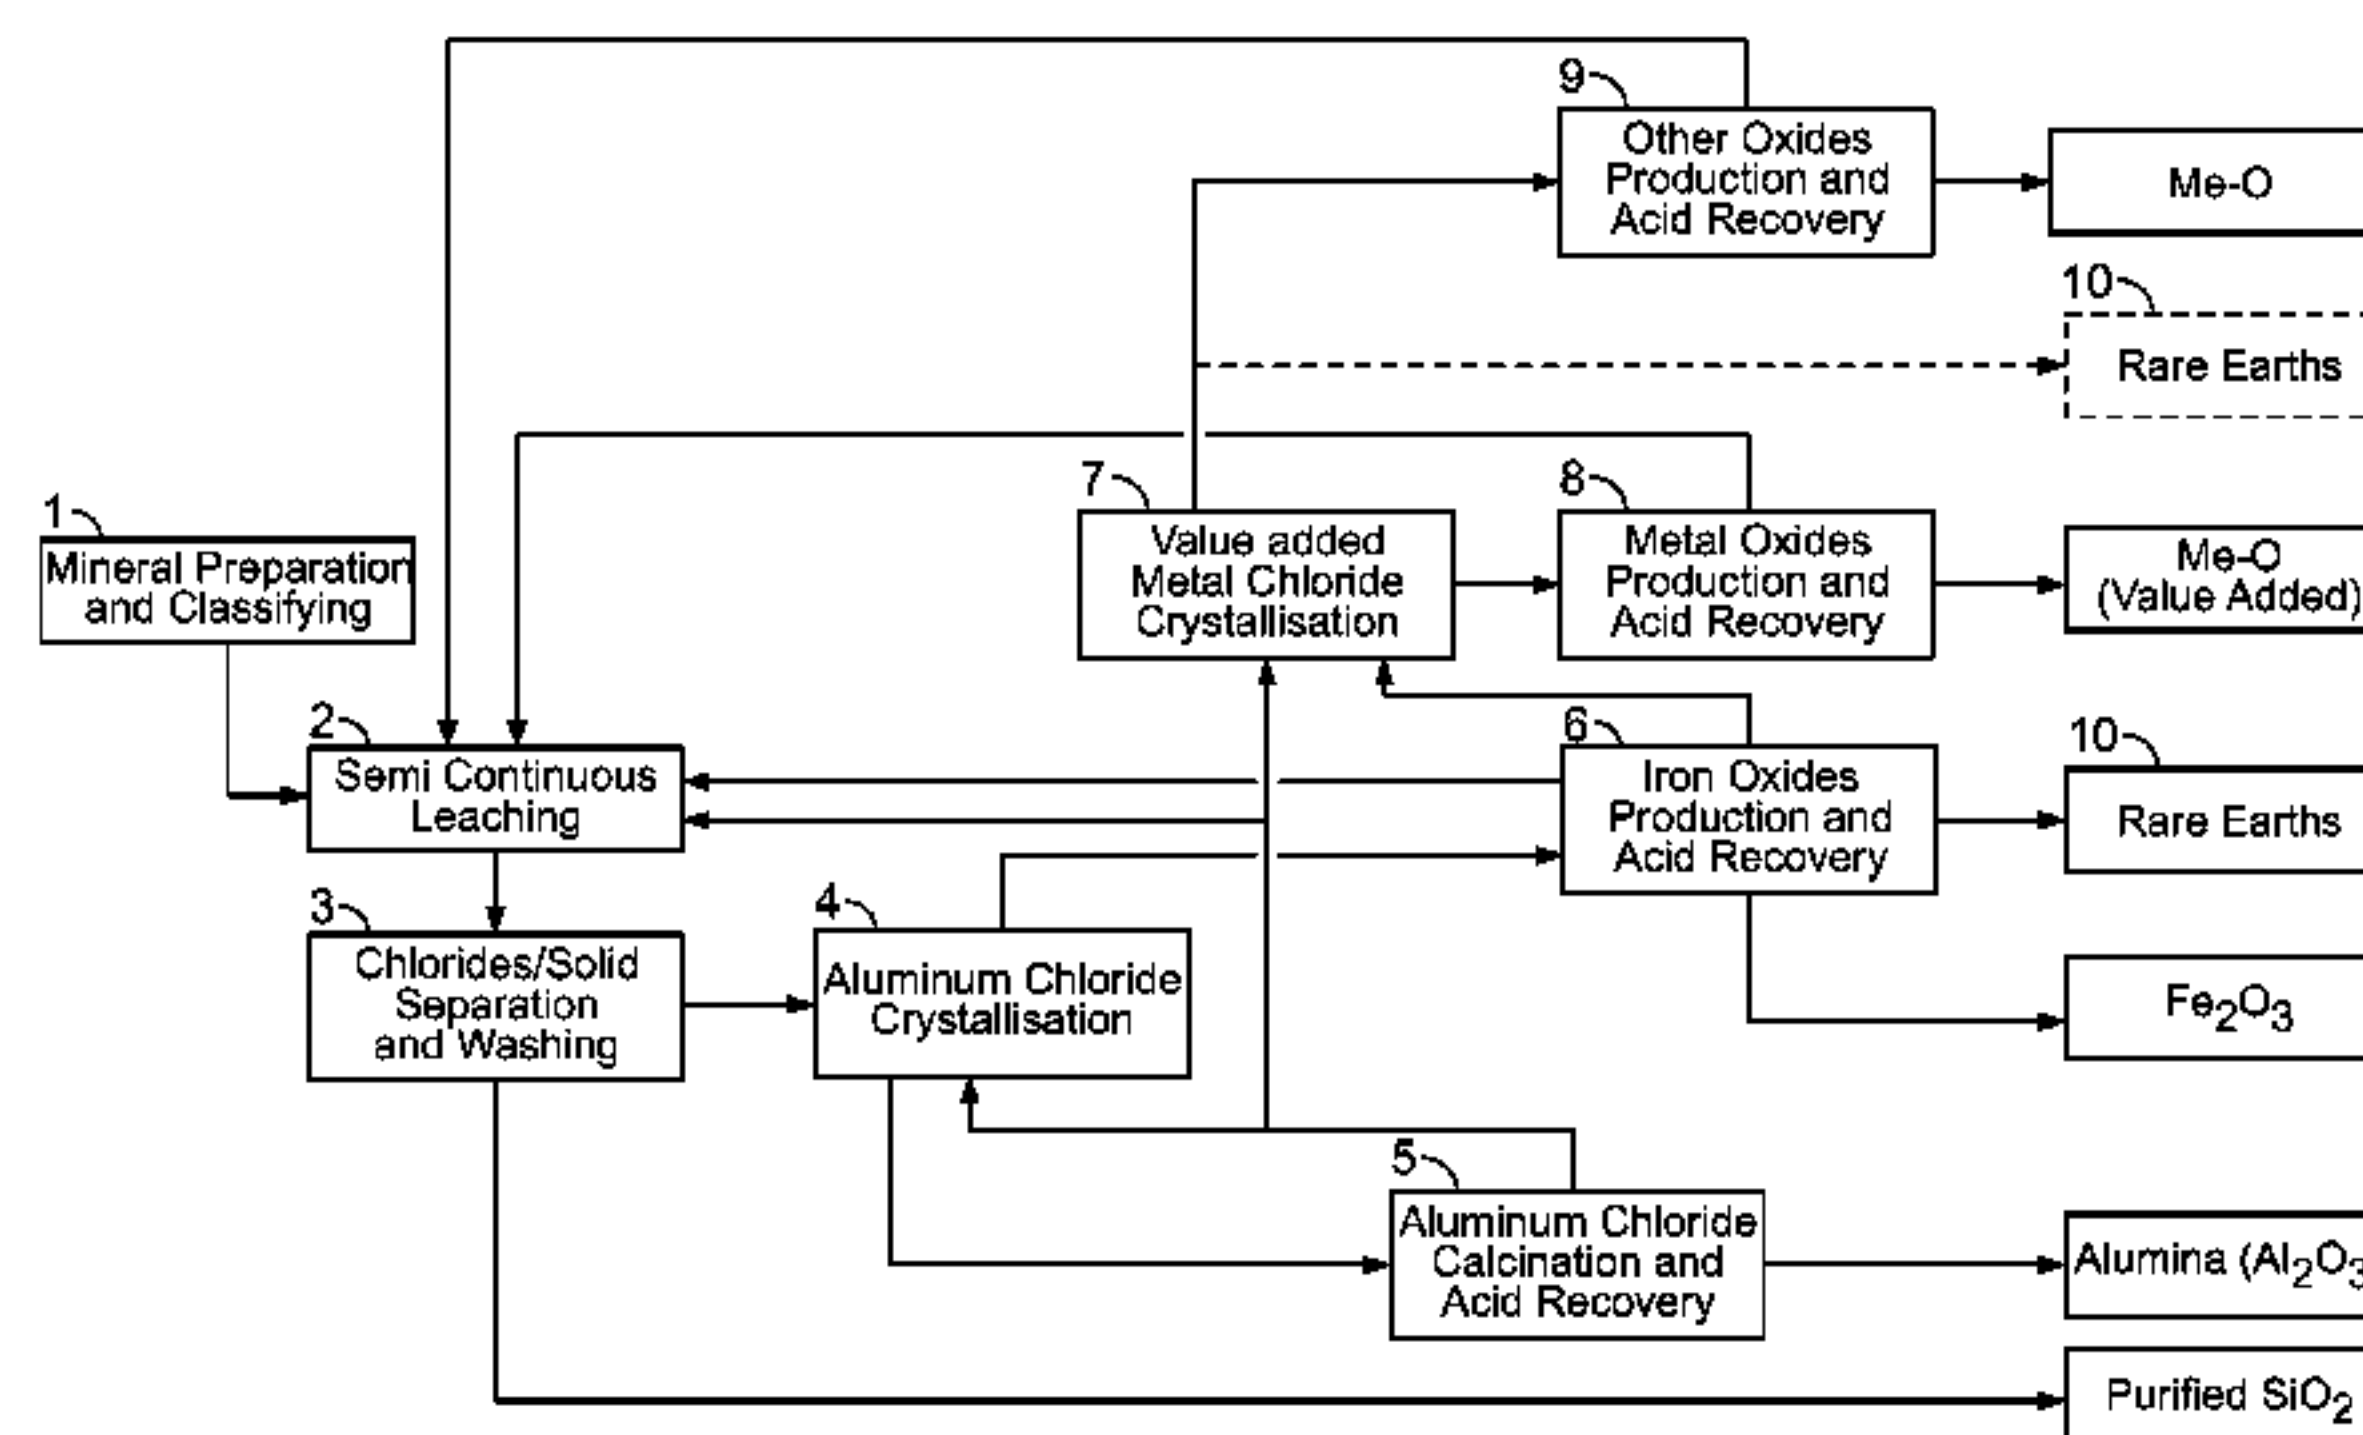 9
Other Oxides
Production and
Acid Recovery
Me-O
10
Rare Earths
7
Value added
Metal Chloride
Crystallisation
8
Metal Oxides
Production and
Acid Recovery
Me-O
(Value Added)
1
Mineral Preparation
and Classifying
2
Semi Continuous
Leaching
6
Iron Oxides
Production and
Acid Recovery
10
Rare Earths
3
Chlorides/Solid
Separation
and Washing
4
Aluminum Chloride
Crystallisation
Fe₂O₃
5
Aluminum Chloride
Calcination and
Acid Recovery
Alumina (Al₂O₃
Purified SiO₂